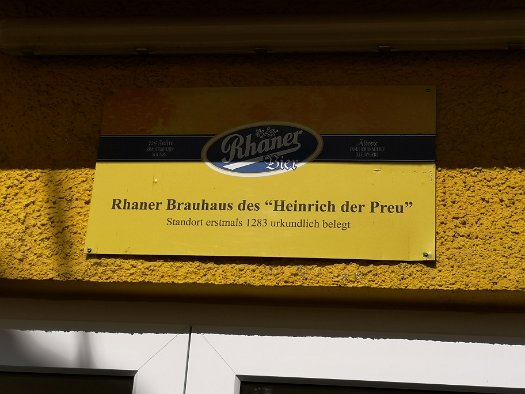 Rhaner
Bier
Rhaner Brauhaus des “Heinrich der Preu”
Standort erstmals 1283 urkundlich belegt